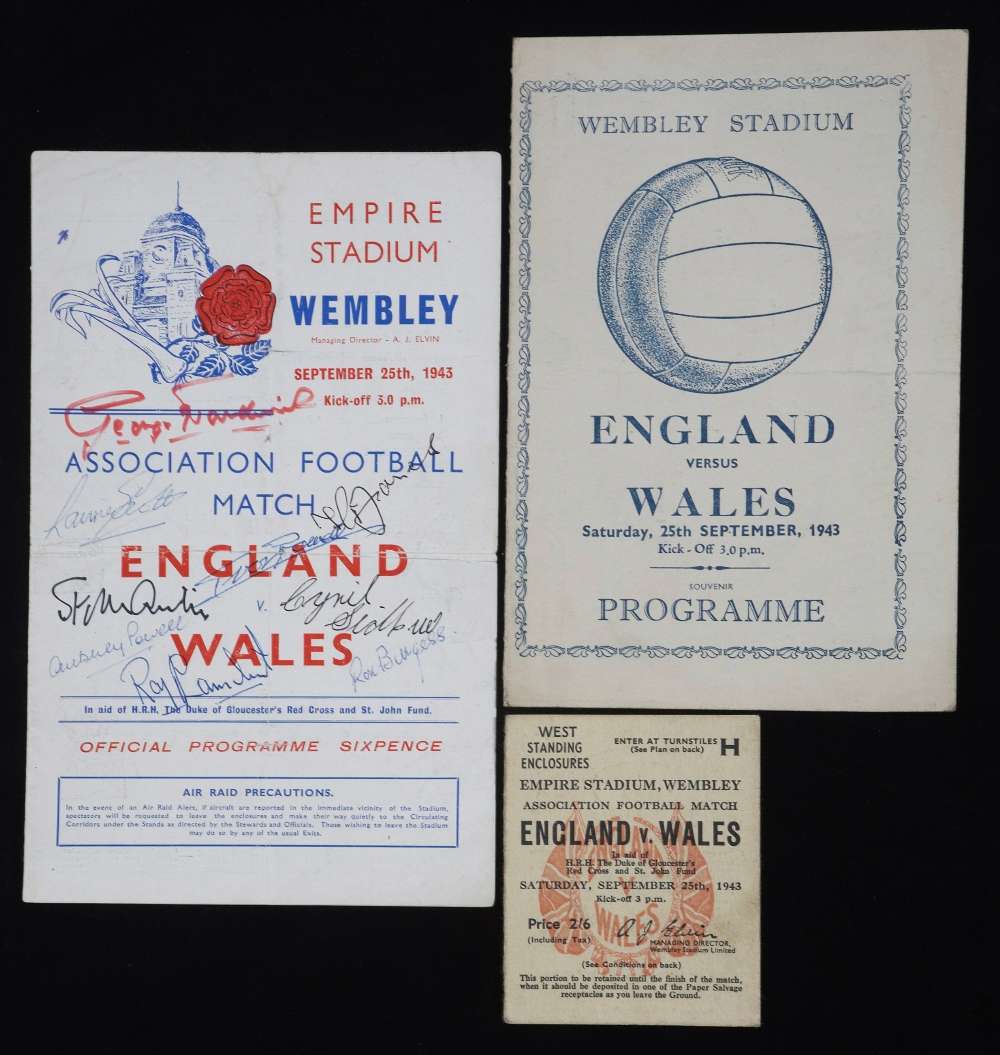 EMPIRE
STADIUM
WEMBLEY
Managing Director - A. J. ELVIN
SEPTEMBER 25th, 1943
Kick-off 3.0 p.m.
ASSOCIATION FOOTBALL
MATCH
ENGLAND
v.
Cyril
Sidlow
WALES
Aubrey Powell
Ron Burgess
Roy
In aid of H.R.H. The Duke of Gloucester's Red Cross and St. John Fund.
OFFICIAL PROGRAMME SIXPENCE
AIR RAID PRECAUTIONS.
In the event of an Air Raid Alert, if aircraft are reported in the immediate vicinity of the Stadium,
spectators will be requested to leave the enclosures and make their way quietly to the Circulating
Corridors under the Stands as directed by the Stewards and Officials. Those wishing to leave the Stadium
may do so by any of the usual Exits.
WEMBLEY STADIUM
ENGLAND
VERSUS
WALES
Saturday, 25th SEPTEMBER, 1943
Kick - Off 3.0 p.m.
SOUVENIR
PROGRAMME
WEST
STANDING
ENCLOSURES
ENTER AT TURNSTILES H
(See Plan on back)
EMPIRE STADIUM, WEMBLEY
ASSOCIATION FOOTBALL MATCH
ENGLAND v. WALES
In aid of
H.R.H. The Duke of Gloucester's
Red Cross and St. John Fund
SATURDAY, SEPTEMBER 25th, 1943
Kick-off 3 p.m.
ENGLAND
V
WALES
Price 2/6
(Including Tax)
A J Elvin
MANAGING DIRECTOR,
Wembley Stadium Limited
(See Conditions on back)
This portion to be retained until the finish of the match,
when it should be deposited in one of the Paper Salvage
receptacles as you leave the Ground.